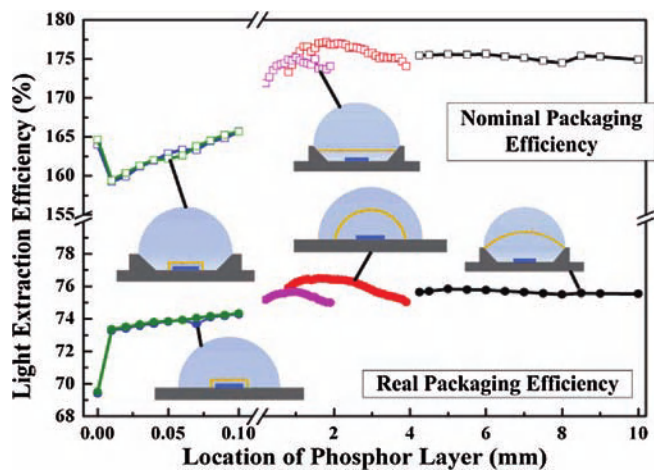 Light Extraction Efficiency (%)
180
175
170
165
160
155
Nominal Packaging
Efficiency
78
76
74
72
70
68
Real Packaging Efficiency
0.00 0.05 0.10 2 4 6 8 10
Location of Phosphor Layer (mm)